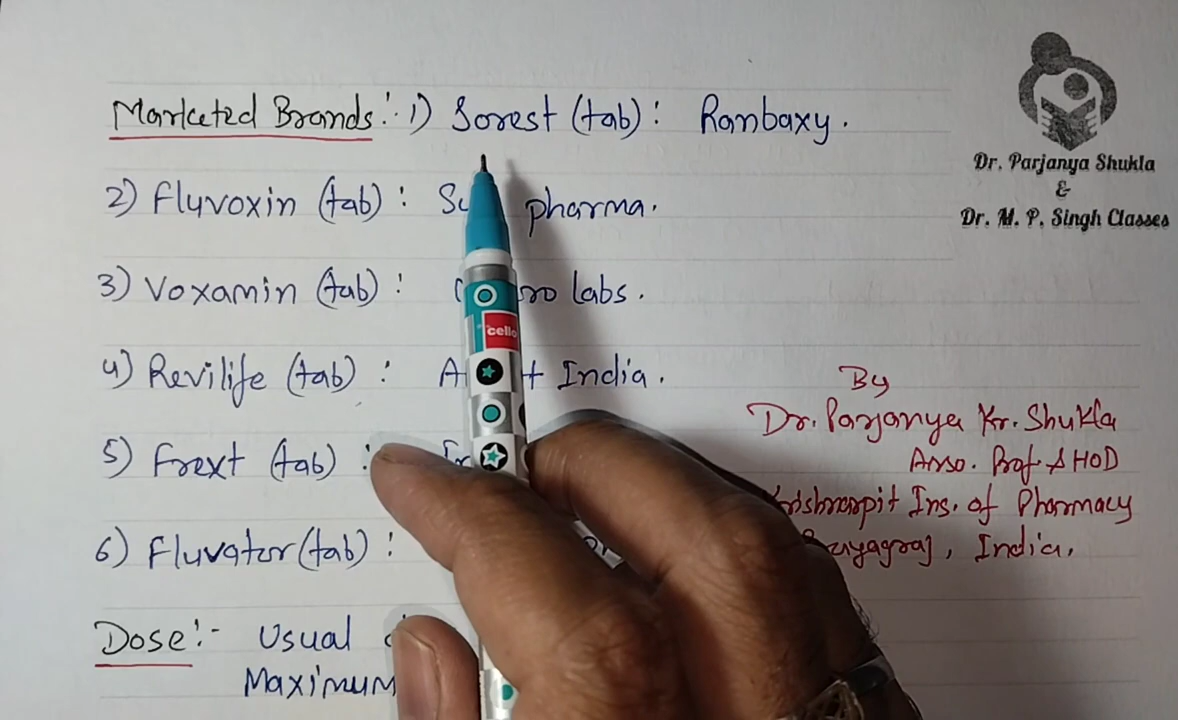 Marketed Brands:- 1) Sorest (tab): Ranbaxy.
Dr. Parjanya Shukla
&
Dr. M. P. Singh Classes
2) Fluvoxin (tab): pharma.
3) Voxamin (tab): labs.
4) Revilife (tab): India.
5) Frext (tab):
6) Fluvator (tab):
Dose:- Usual
Maximum
By
Dr. Parjanya Kr. Shukla
Asso. Prof & HOD
Ins. of Pharmacy
India.
cello